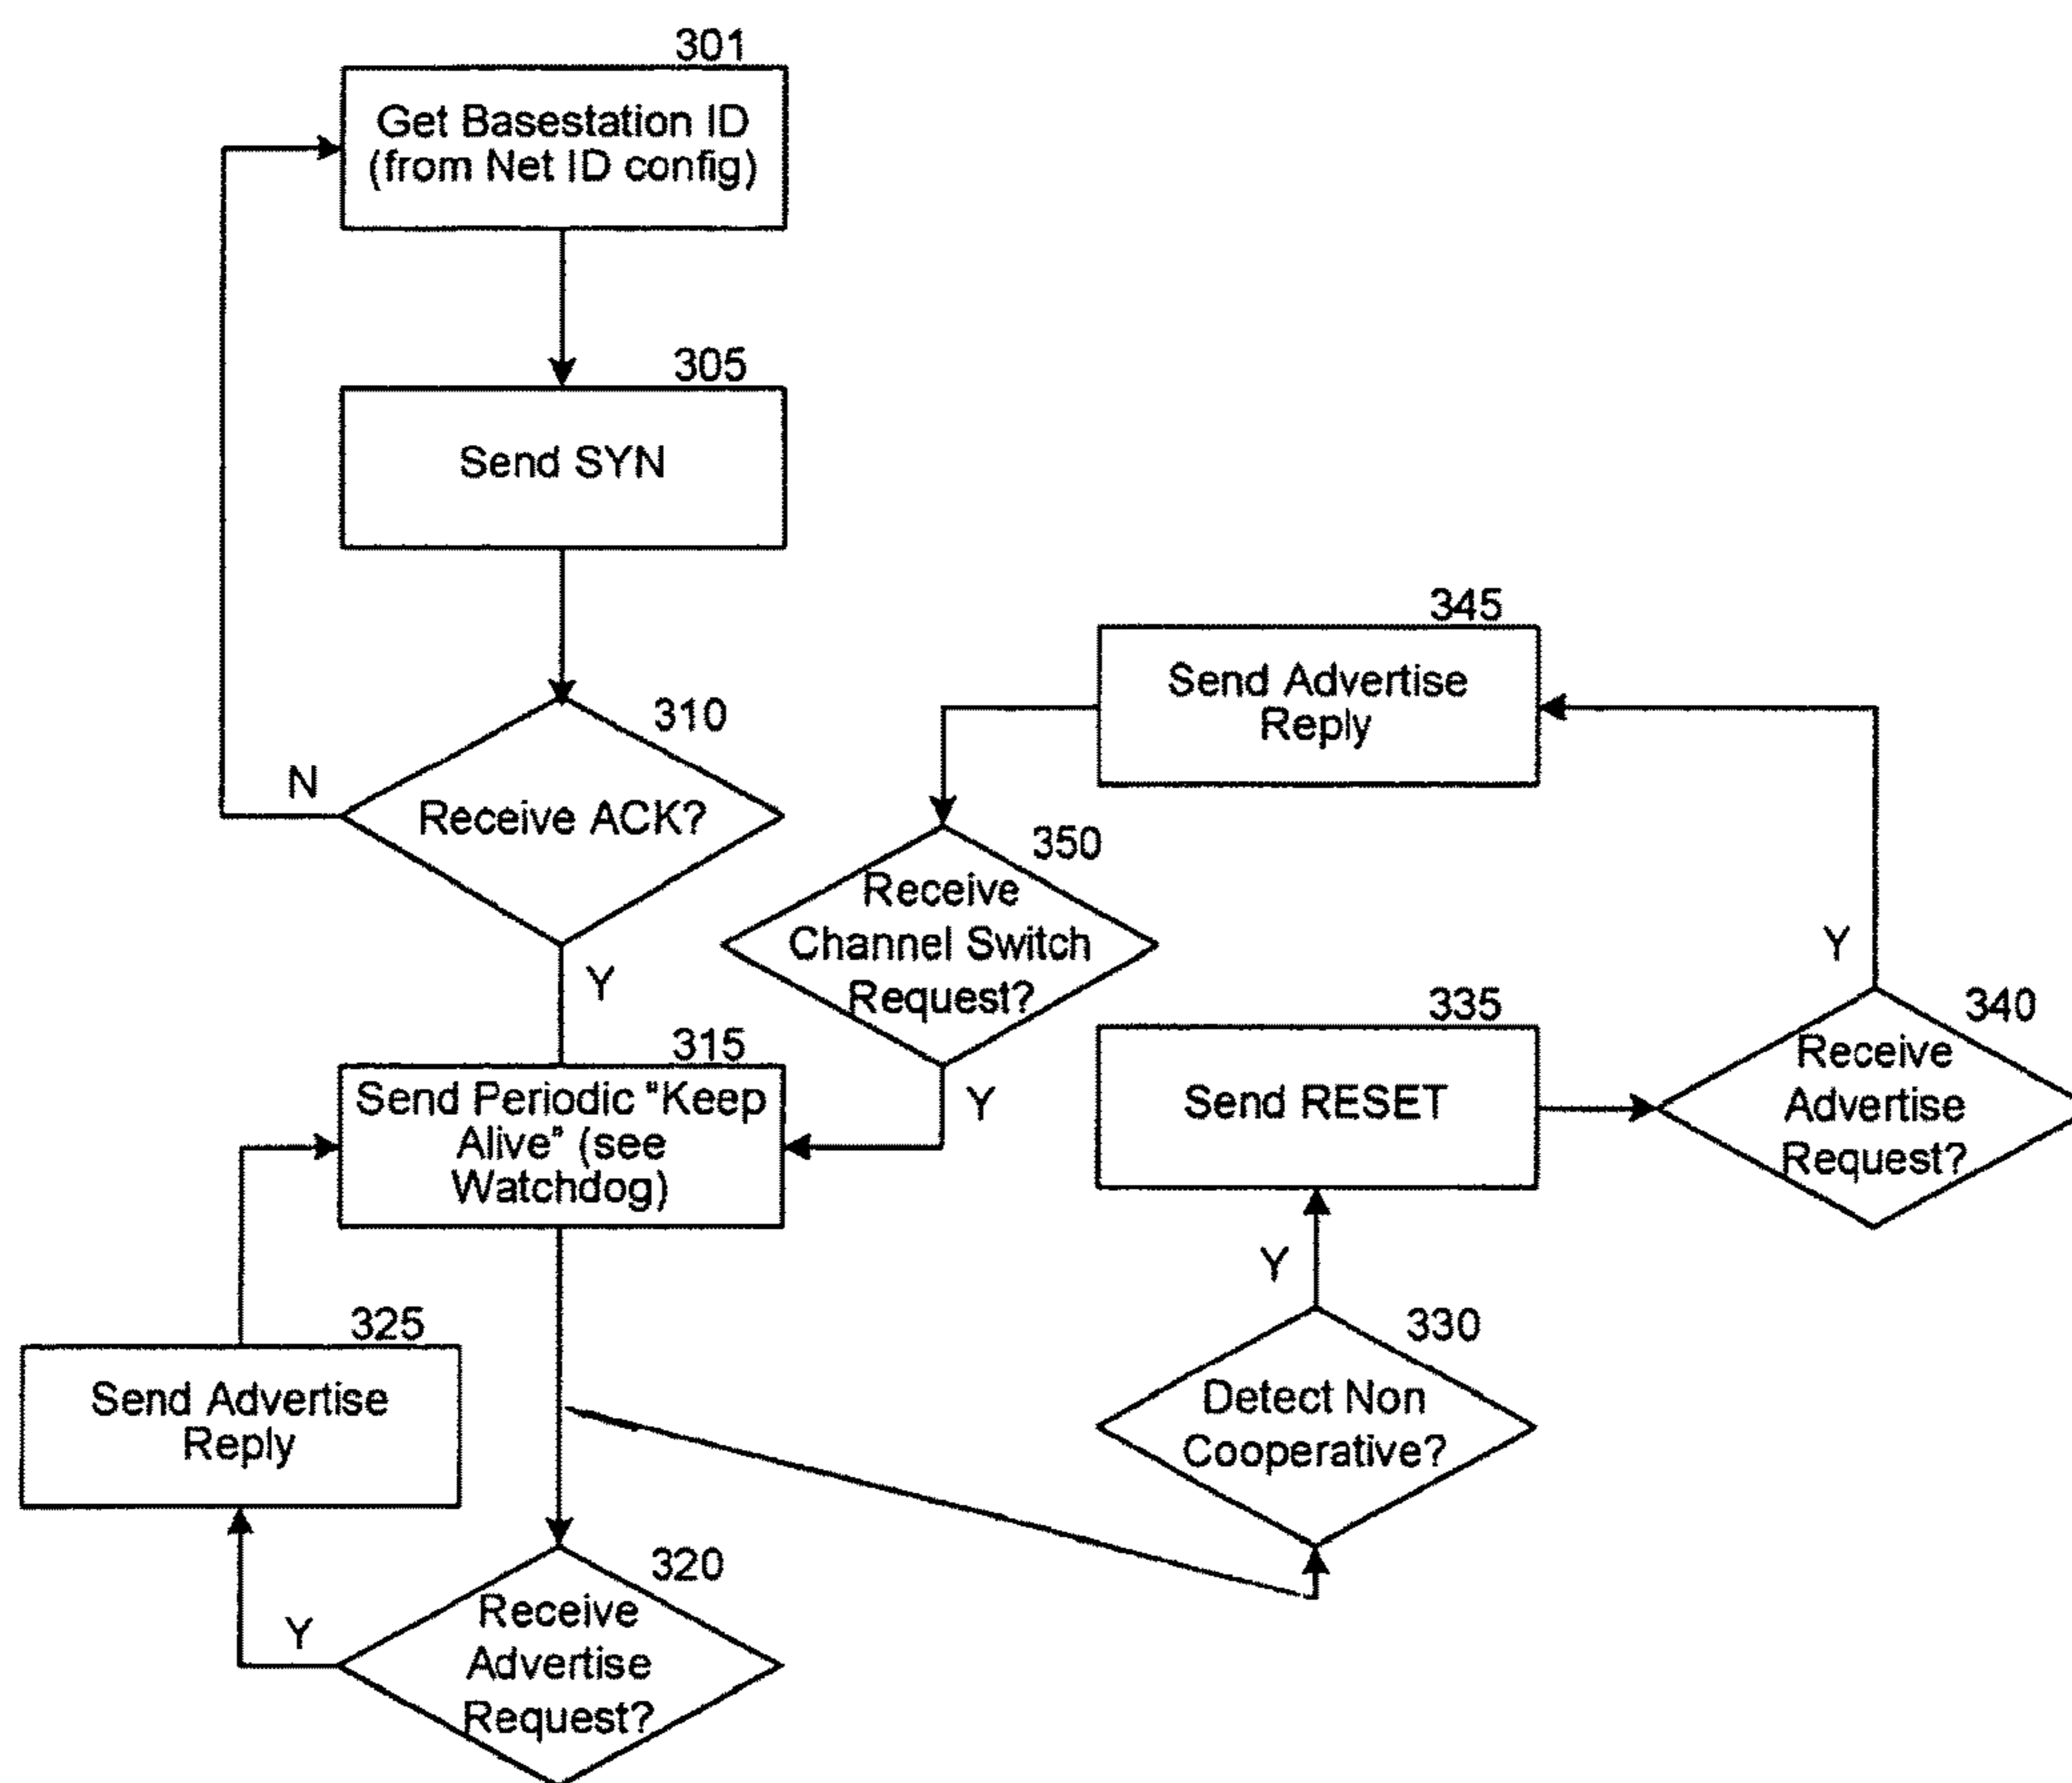 301
Get Basestation ID
(from Net ID config)
305
Send SYN
310
Receive ACK?
N
Y
315
Send Periodic "Keep
Alive" (see
Watchdog)
325
Send Advertise
Reply
320
Receive
Advertise
Request?
Y
345
Send Advertise
Reply
350
Receive
Channel Switch
Request?
Y
335
Send RESET
Y
330
Detect Non
Cooperative?
340
Receive
Advertise
Request?
Y